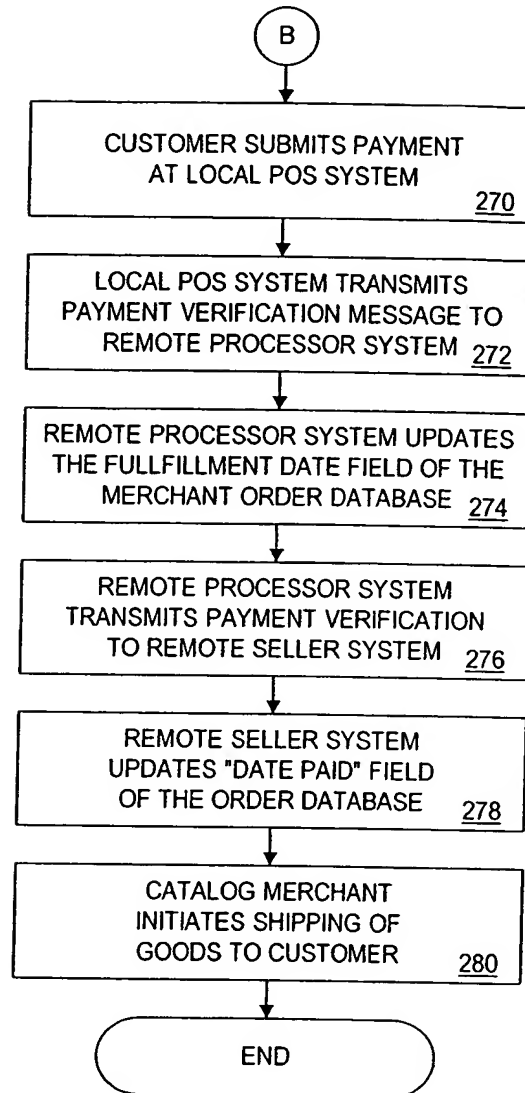 B
CUSTOMER SUBMITS PAYMENT
AT LOCAL POS SYSTEM
270
LOCAL POS SYSTEM TRANSMITS
PAYMENT VERIFICATION MESSAGE TO
REMOTE PROCESSOR SYSTEM 272
REMOTE PROCESSOR SYSTEM UPDATES
THE FULLFILLMENT DATE FIELD OF THE
MERCHANT ORDER DATABASE 274
REMOTE PROCESSOR SYSTEM
TRANSMITS PAYMENT VERIFICATION
TO REMOTE SELLER SYSTEM 276
REMOTE SELLER SYSTEM
UPDATES "DATE PAID" FIELD
OF THE ORDER DATABASE 278
CATALOG MERCHANT
INITIATES SHIPPING OF
GOODS TO CUSTOMER 280
END